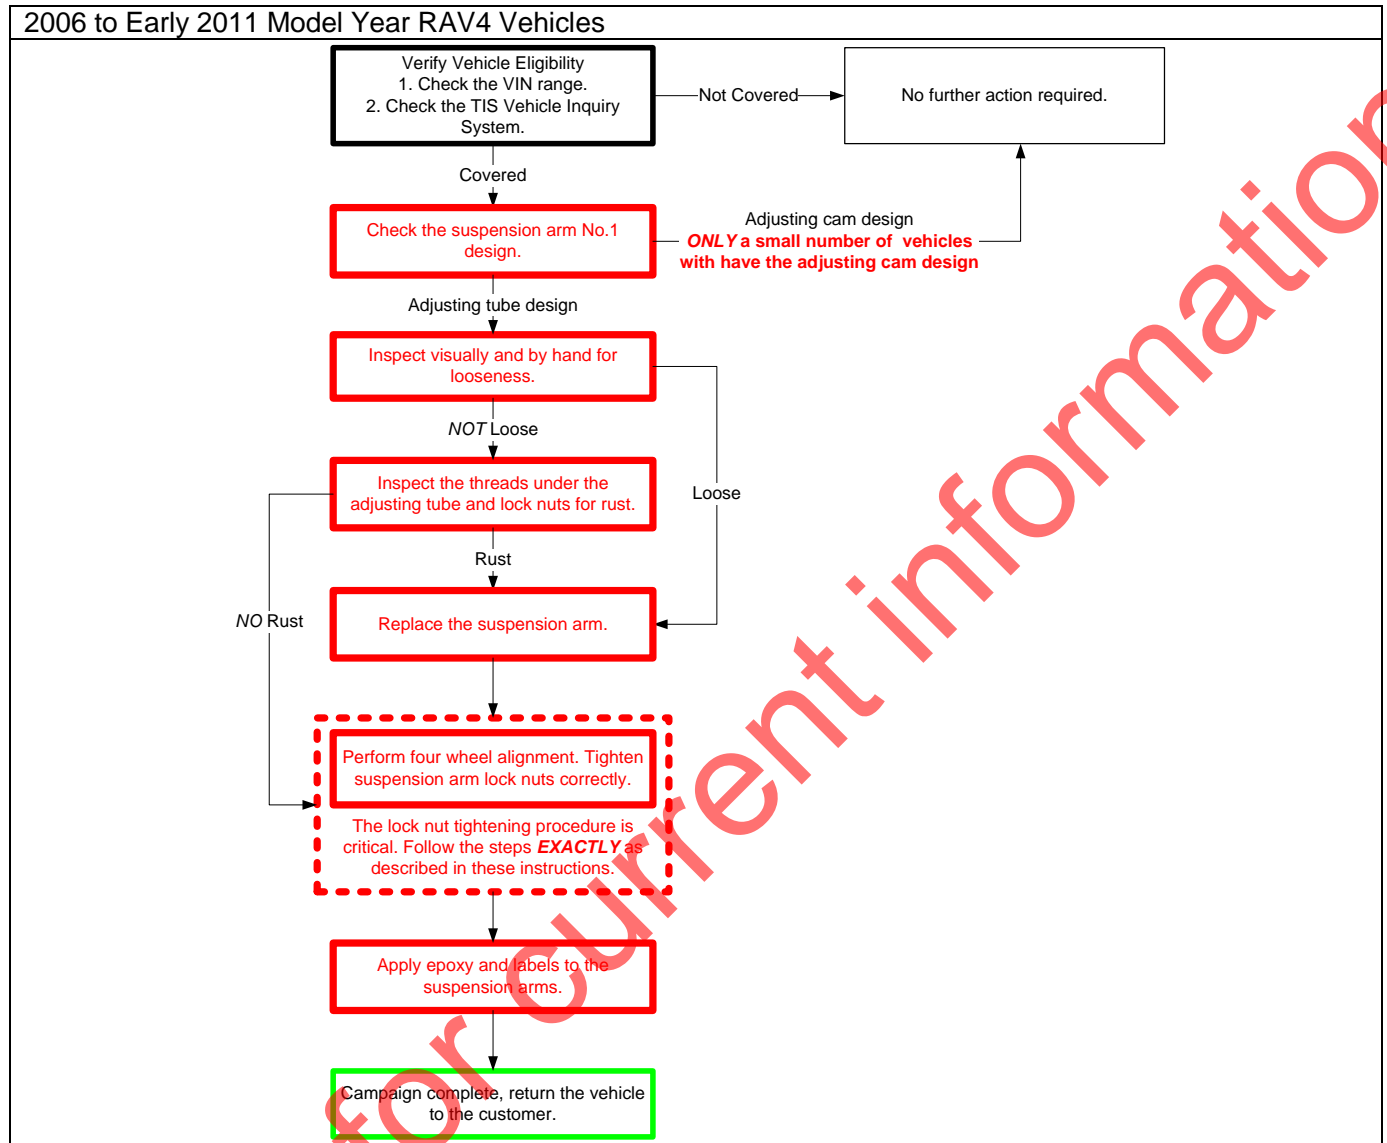 2006 to Early 2011 Model Year RAV4 Vehicles
Verify Vehicle Eligibility
1. Check the VIN range.
2. Check the TIS Vehicle Inquiry
System.
Not Covered
No further action required.
Covered
Check the suspension arm No.1
design.
Adjusting cam design
ONLY a small number of vehicles
with have the adjusting cam design
Adjusting tube design
Inspect visually and by hand for
looseness.
NOT Loose
Loose
Inspect the threads under the
adjusting tube and lock nuts for rust.
Rust
NO Rust
Replace the suspension arm.
Perform four wheel alignment. Tighten
suspension arm lock nuts correctly.
The lock nut tightening procedure is
critical. Follow the steps EXACTLY as
described in these instructions.
Apply epoxy and labels to the
suspension arms.
Campaign complete, return the vehicle
to the customer.
for current information